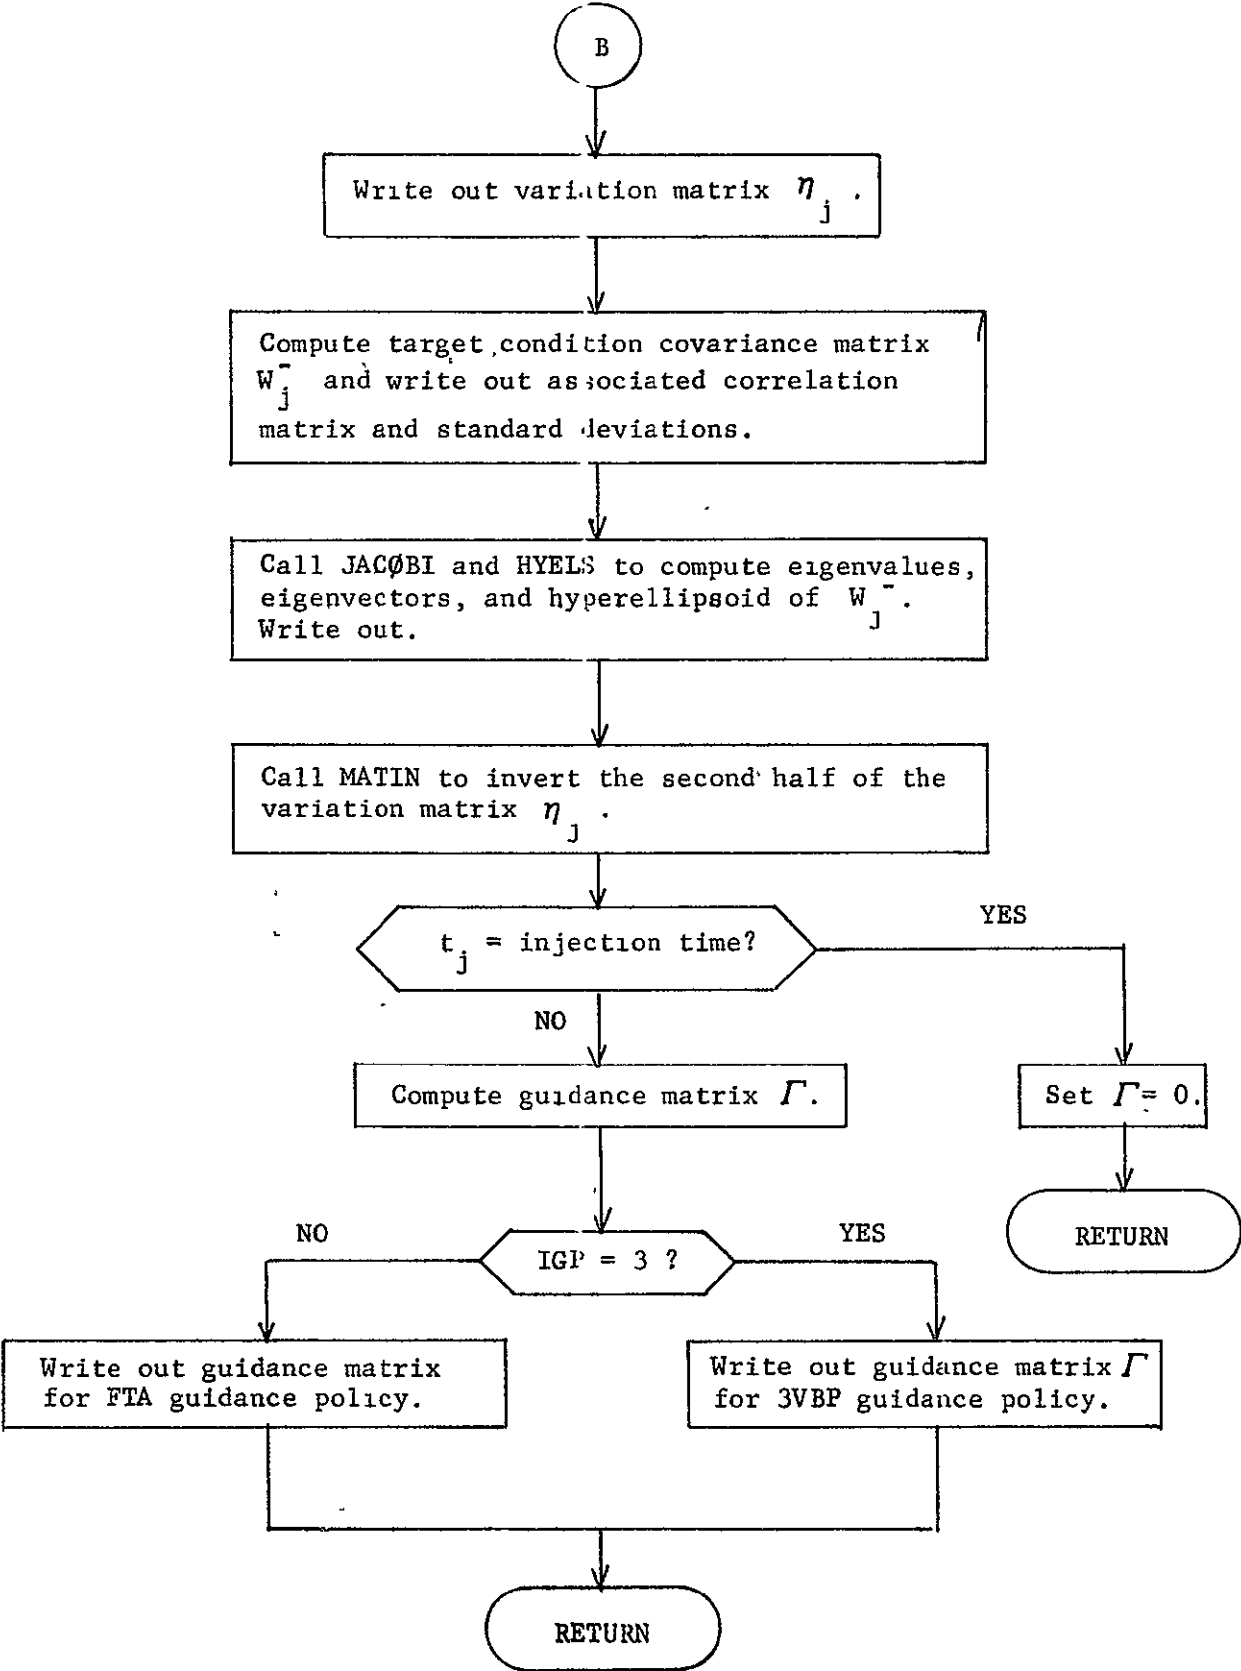 B
Write out variation matrix η_j .
Compute target condition covariance matrix
W_j^- and write out associated correlation
matrix and standard deviations.
Call JACØBI and HYELS to compute eigenvalues,
eigenvectors, and hyperellipsoid of W_j^-.
Write out.
Call MATIN to invert the second half of the
variation matrix η_j .
t_j = injection time?
YES
NO
Compute guidance matrix Γ.
Set Γ = 0.
RETURN
NO
IGP = 3 ?
YES
Write out guidance matrix
for FTA guidance policy.
Write out guidance matrix Γ
for 3VBP guidance policy.
RETURN